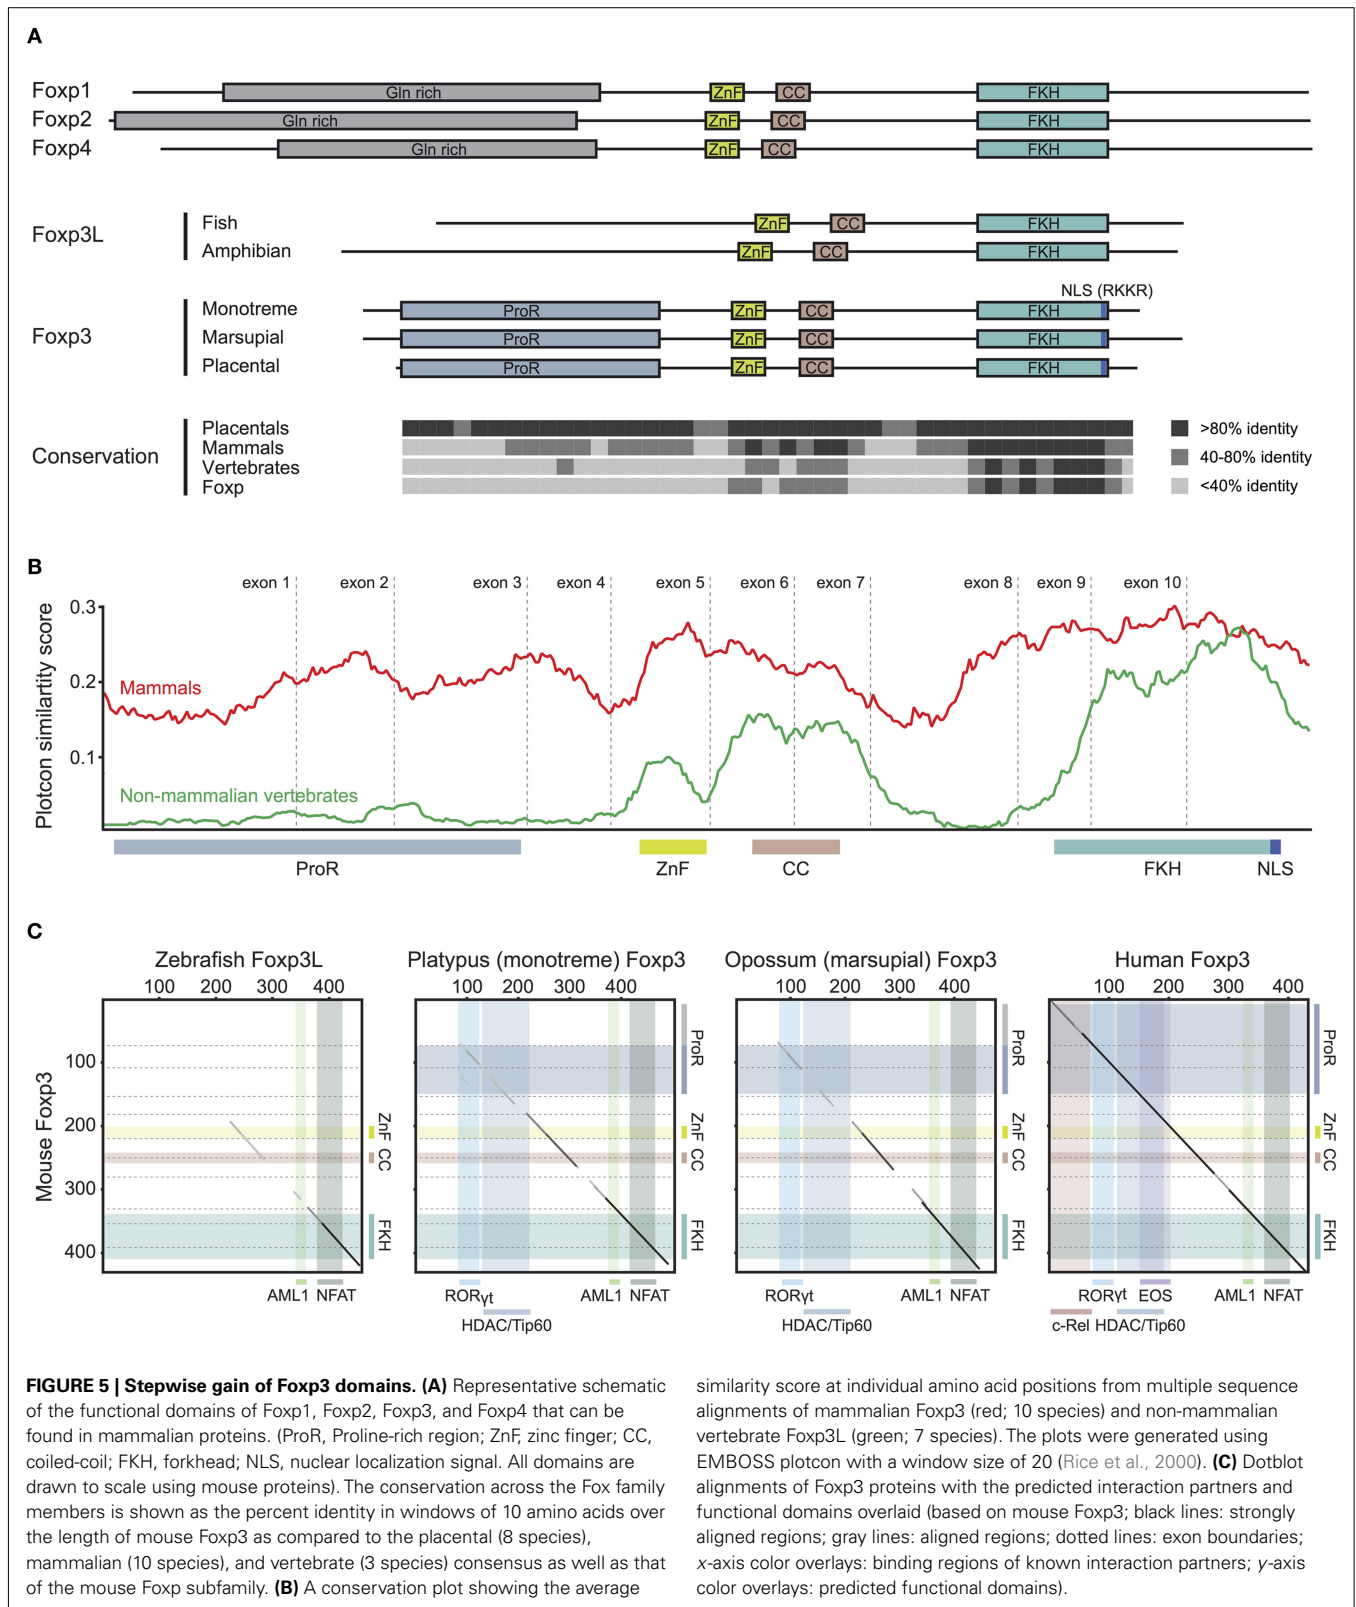 A
Foxp1 Gln rich ZnF CC FKH
Foxp2 Gln rich ZnF CC FKH
Foxp4 Gln rich ZnF CC FKH
Foxp3L
Fish ZnF CC FKH
Amphibian ZnF CC FKH
NLS (RKKR)
Foxp3
Monotreme ProR ZnF CC FKH
Marsupial ProR ZnF CC FKH
Placental ProR ZnF CC FKH
Conservation
Placentals
Mammals
Vertebrates
Foxp
>80% identity
40-80% identity
<40% identity
B
exon 1 exon 2 exon 3 exon 4 exon 5 exon 6 exon 7 exon 8 exon 9 exon 10
Plotcon similartity score
0.3
0.2
0.1
Mammals
Non-mammalian vertebrates
ProR ZnF CC FKH NLS
C
Zebrafish Foxp3L
100 200 300 400
Mouse Foxp3
100
200
300
400
ZnF
CC
FKH
AML1 NFAT
Platypus (monotreme) Foxp3
100 200 300 400
ProR
ZnF
CC
FKH
RORγt AML1 NFAT
HDAC/Tip60
Opossum (marsupial) Foxp3
100 200 300 400
ProR
ZnF
CC
FKH
RORγt AML1 NFAT
HDAC/Tip60
Human Foxp3
100 200 300 400
ProR
ZnF
CC
FKH
RORγt EOS AML1 NFAT
c-Rel HDAC/Tip60
FIGURE 5 | Stepwise gain of Foxp3 domains. (A) Representative schematic
of the functional domains of Foxp1, Foxp2, Foxp3, and Foxp4 that can be
found in mammalian proteins. (ProR, Proline-rich region; ZnF, zinc finger; CC,
coiled-coil; FKH, forkhead; NLS, nuclear localization signal. All domains are
drawn to scale using mouse proteins). The conservation across the Fox family
members is shown as the percent identity in windows of 10 amino acids over
the length of mouse Foxp3 as compared to the placental (8 species),
mammalian (10 species), and vertebrate (3 species) consensus as well as that
of the mouse Foxp subfamily. (B) A conservation plot showing the average
similarity score at individual amino acid positions from multiple sequence
alignments of mammalian Foxp3 (red; 10 species) and non-mammalian
vertebrate Foxp3L (green; 7 species). The plots were generated using
EMBOSS plotcon with a window size of 20 (Rice et al., 2000). (C) Dotblot
alignments of Foxp3 proteins with the predicted interaction partners and
functional domains overlaid (based on mouse Foxp3; black lines: strongly
aligned regions; gray lines: aligned regions; dotted lines: exon boundaries;
x-axis color overlays: binding regions of known interaction partners; y-axis
color overlays: predicted functional domains).